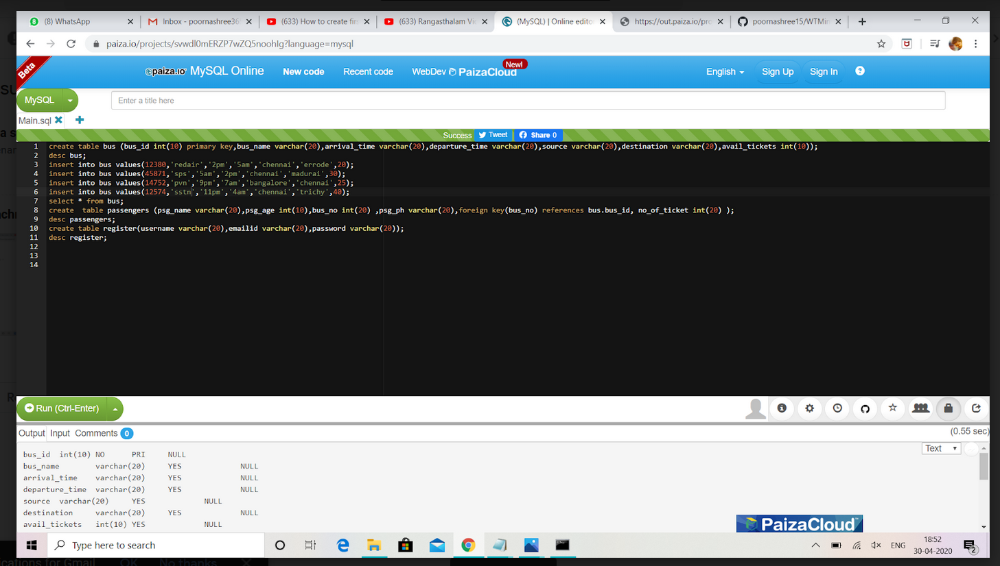 (8) WhatsApp
Inbox - poornashree36
(633) How to create fir
(633) Rangasthalam Vi
(MySQL) | Online edito
https://out.paiza.io/pro
poornashree15/WTMin
paiza.io/projects/svwdl0mERZP7wZQ5noohIg?language=mysql
Beta
paiza.io MySQL Online
New code
Recent code
WebDev PaizaCloud
New!
English
Sign Up
Sign In
MySQL
Enter a title here
Main.sql
Success Tweet Share 0
1 create table bus (bus_id int(10) primary key,bus_name varchar(20),arrival_time varchar(20),departure_time varchar(20),source varchar(20),destination varchar(20),avail_tickets int(10));
2 desc bus;
3 insert into bus values(12380,'redair','2pm','5am','chennai','errode',20);
4 insert into bus values(45871,'sps','5am','2pm','chennai','madurai',30);
5 insert into bus values(14752,'pvn','9pm','7am','bangalore','chennai',25);
6 insert into bus values(12574,'sstn','11pm','4am','chennai','trichy',40);
7 select * from bus;
8 create  table passengers (psg_name varchar(20),psg_age int(10),bus_no int(20) ,psg_ph varchar(20),foreign key(bus_no) references bus.bus_id, no_of_ticket int(20) );
9 desc passengers;
10 create table register(username varchar(20),emailid varchar(20),password varchar(20));
11 desc register;
12
13
14
Run (Ctrl-Enter)
Output Input Comments 0
(0.55 sec)
Text
bus_id int(10) NO PRI NULL
bus_name varchar(20) YES NULL
arrival_time varchar(20) YES NULL
departure_time varchar(20) YES NULL
source varchar(20) YES NULL
destination varchar(20) YES NULL
avail_tickets int(10) YES NULL
PaizaCloud
Type here to search
ENG
18:52
30-04-2020
2
cations for Gmail OK No thanks